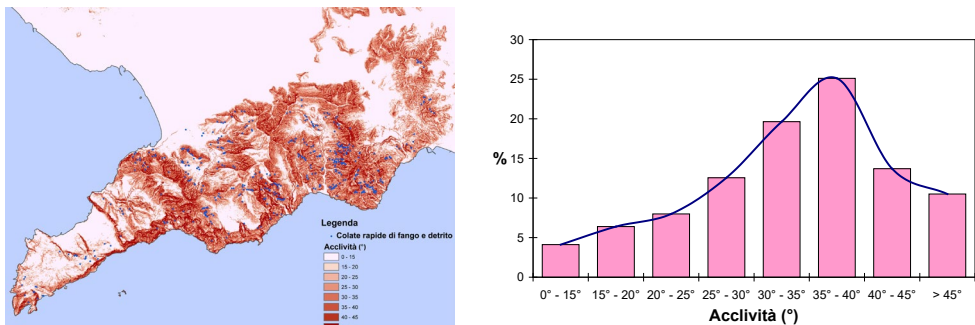 Legenda
Colate rapide di fango e detrito
Acclività (°)
0 - 15
15 - 20
20 - 25
25 - 30
30 - 35
35 - 40
40 - 45
30
25
20
15
10
5
0
%
0° - 15° 15° - 20° 20° - 25° 25° - 30° 30° - 35° 35° - 40° 40° - 45° > 45°
Acclività (°)